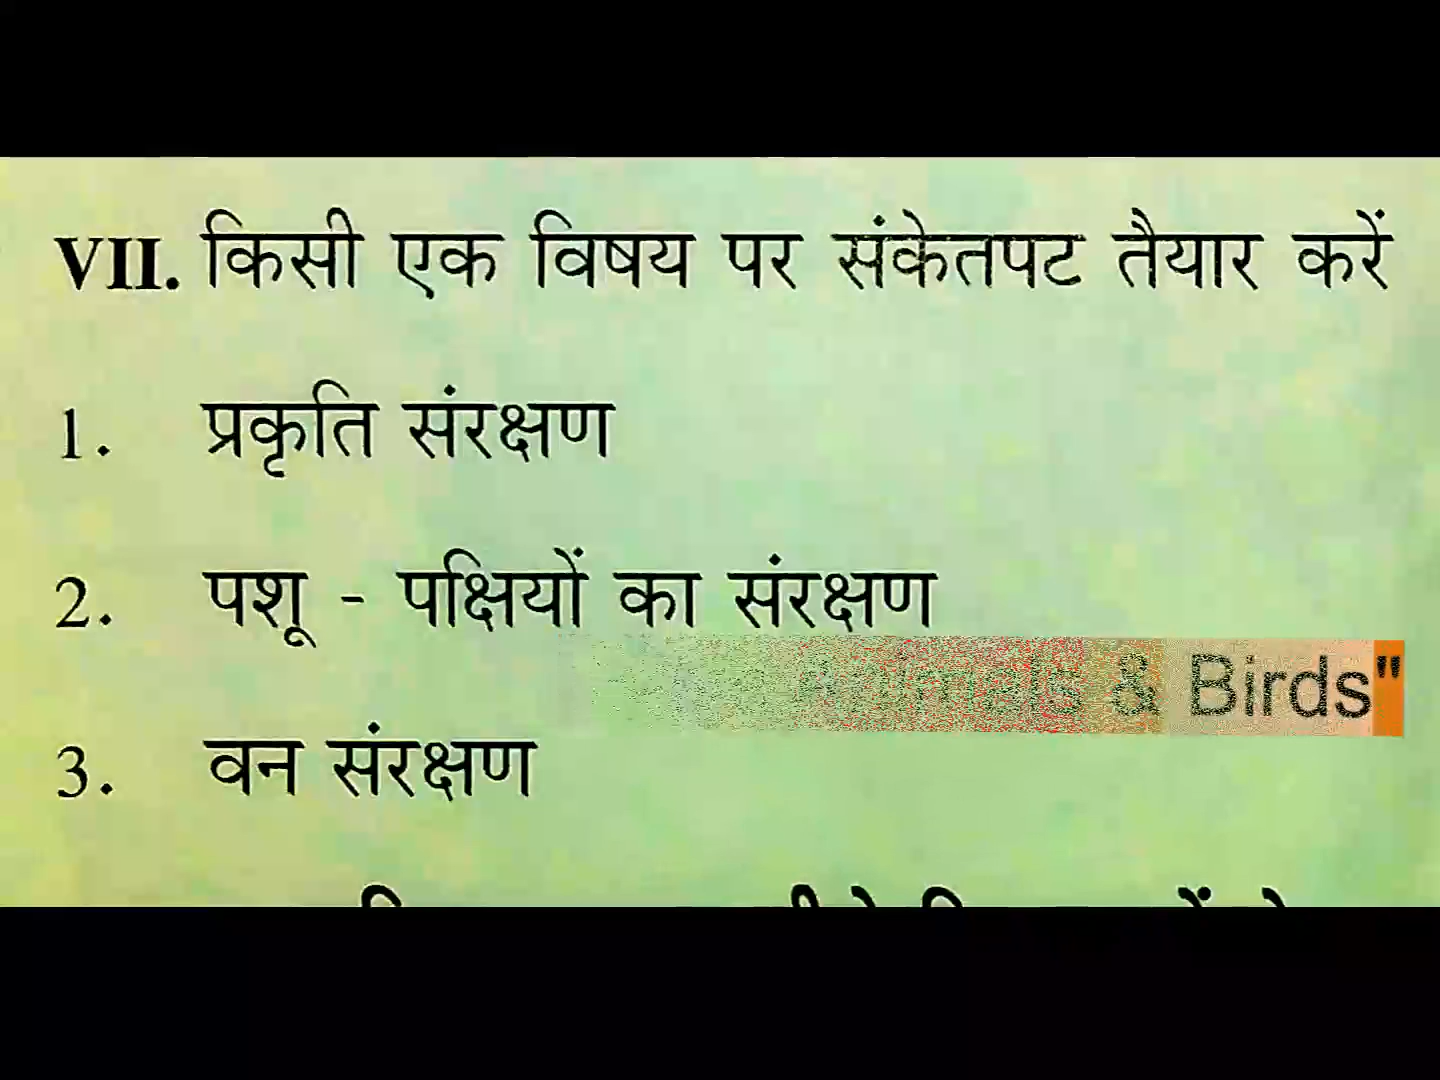 VII. किसी एक विषय पर संकेतपट तैयार करें
1. प्रकृति संरक्षण
2. पशू - पक्षियों का संरक्षण
Animals & Birds"
3. वन संरक्षण